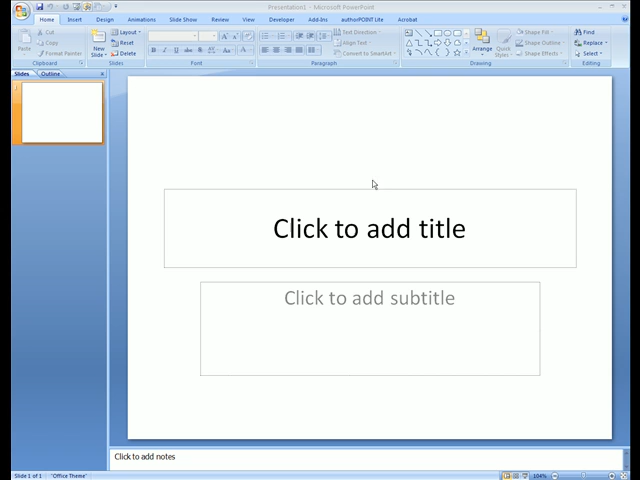 Presentation1 - Microsoft PowerPoint
Home Insert Design Animations Slide Show Review View Developer Add-Ins authorPOINT Lite Acrobat
Cut
Copy
Format Painter
Paste
Clipboard
New Slide
Layout
Reset
Delete
Slides
Font
Paragraph
Text Direction
Align Text
Convert to SmartArt
Arrange
Quick Styles
Shape Fill
Shape Outline
Shape Effects
Drawing
Find
Replace
Select
Editing
Slides Outline
1
Click to add title
Click to add subtitle
Click to add notes
Slide 1 of 1 "Office Theme" 104%